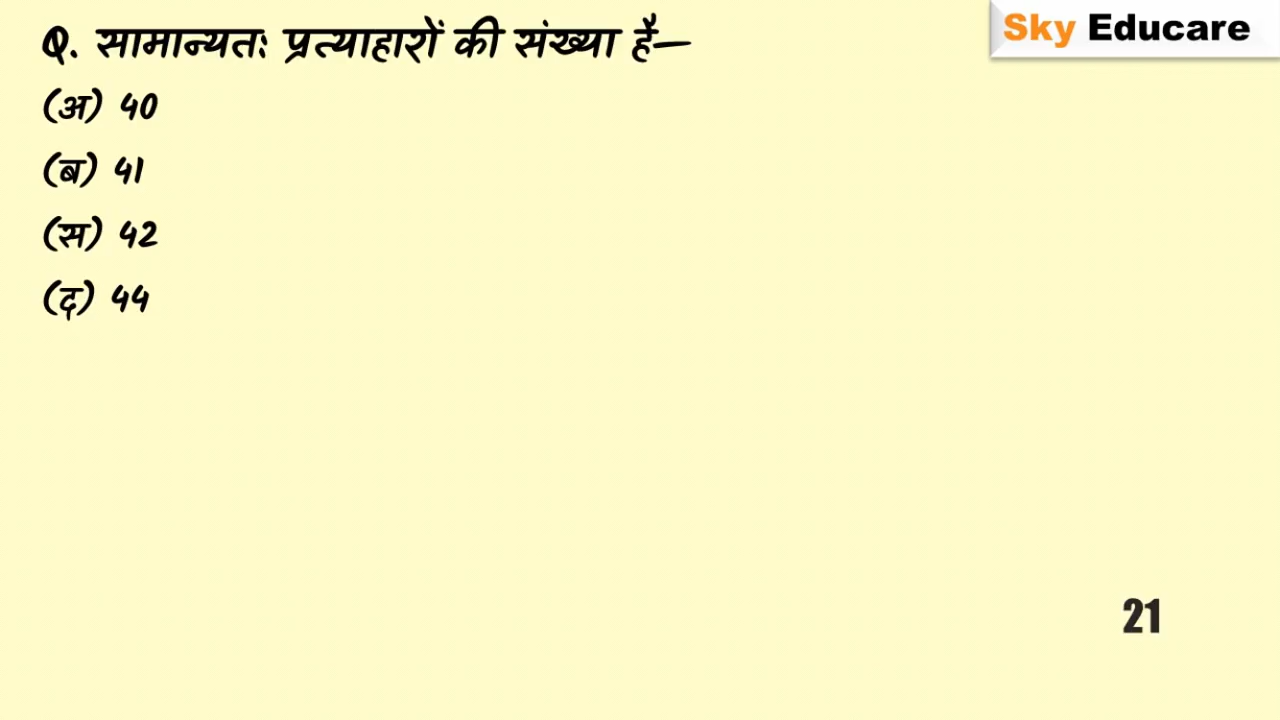 Q. सामान्यतः प्रत्याहारों की संख्या है—
Sky Educare
(अ) 40
(ब) 41
(स) 42
(द) 44
21